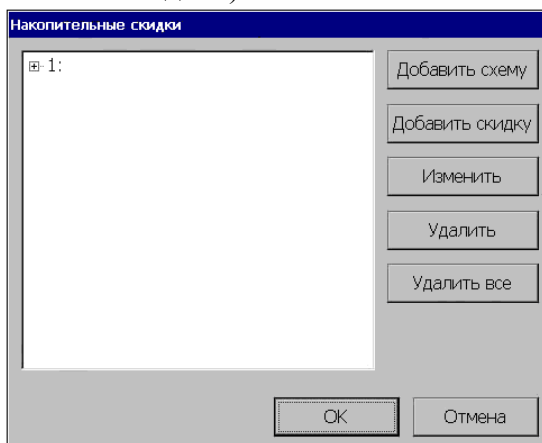 Накопительные скидки
1:
Добавить схему
Добавить скидку
Изменить
Удалить
Удалить все
OK
Отмена